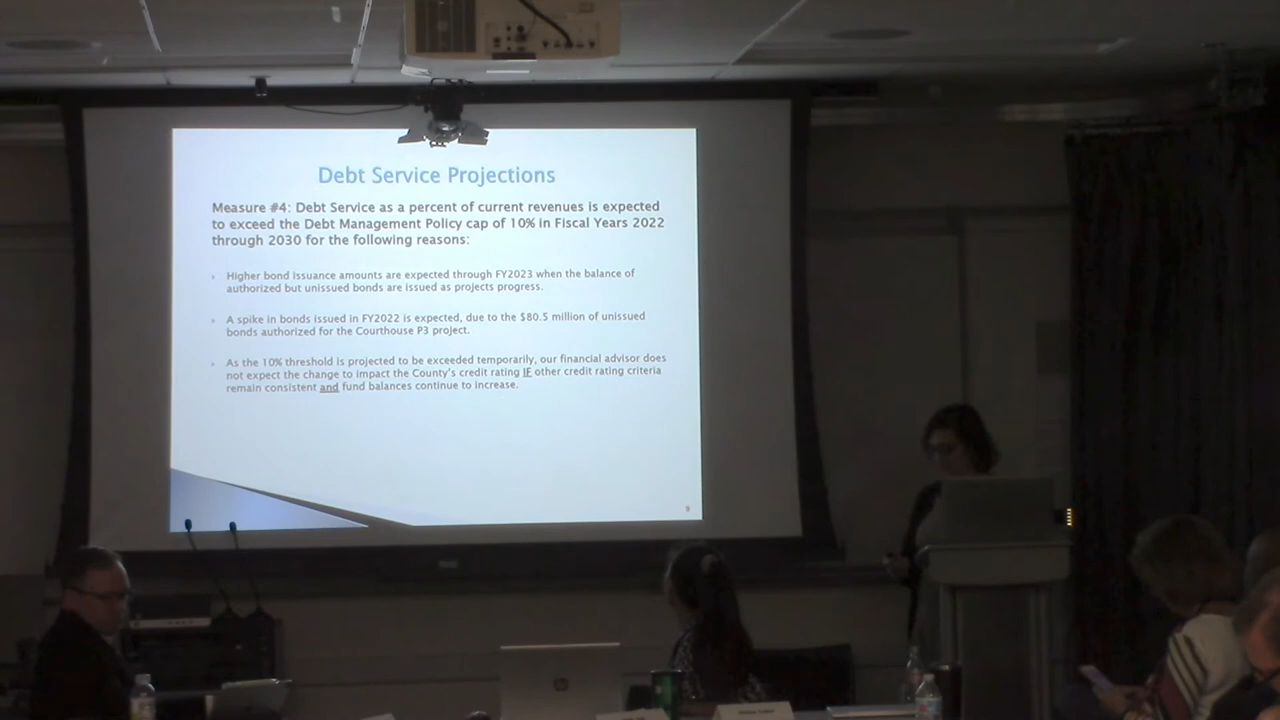 Debt Service Projections
Measure #4: Debt Service as a percent of current revenues is expected
to exceed the Debt Management Policy cap of 10% in Fiscal Years 2022
through 2030 for the following reasons:
Higher bond issuance amounts are expected through FY2023 when the balance of
authorized but unissued bonds are issued as projects progress.
A spike in bonds issued in FY2022 is expected, due to the $80.5 million of unissued
bonds authorized for the Courthouse P3 project.
As the 10% threshold is projected to be exceeded temporarily, our financial advisor does
not expect the change to impact the County's credit rating IF other credit rating criteria
remain consistent and fund balances continue to increase.
9
hp